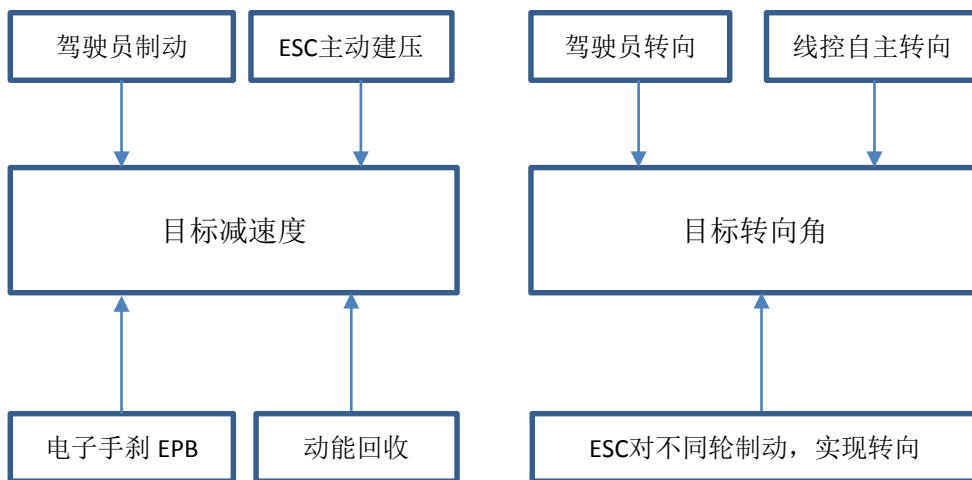 驾驶员制动
ESC主动建压
驾驶员转向
线控自主转向
目标减速度
目标转向角
电子手刹 EPB
动能回收
ESC对不同轮制动，实现转向